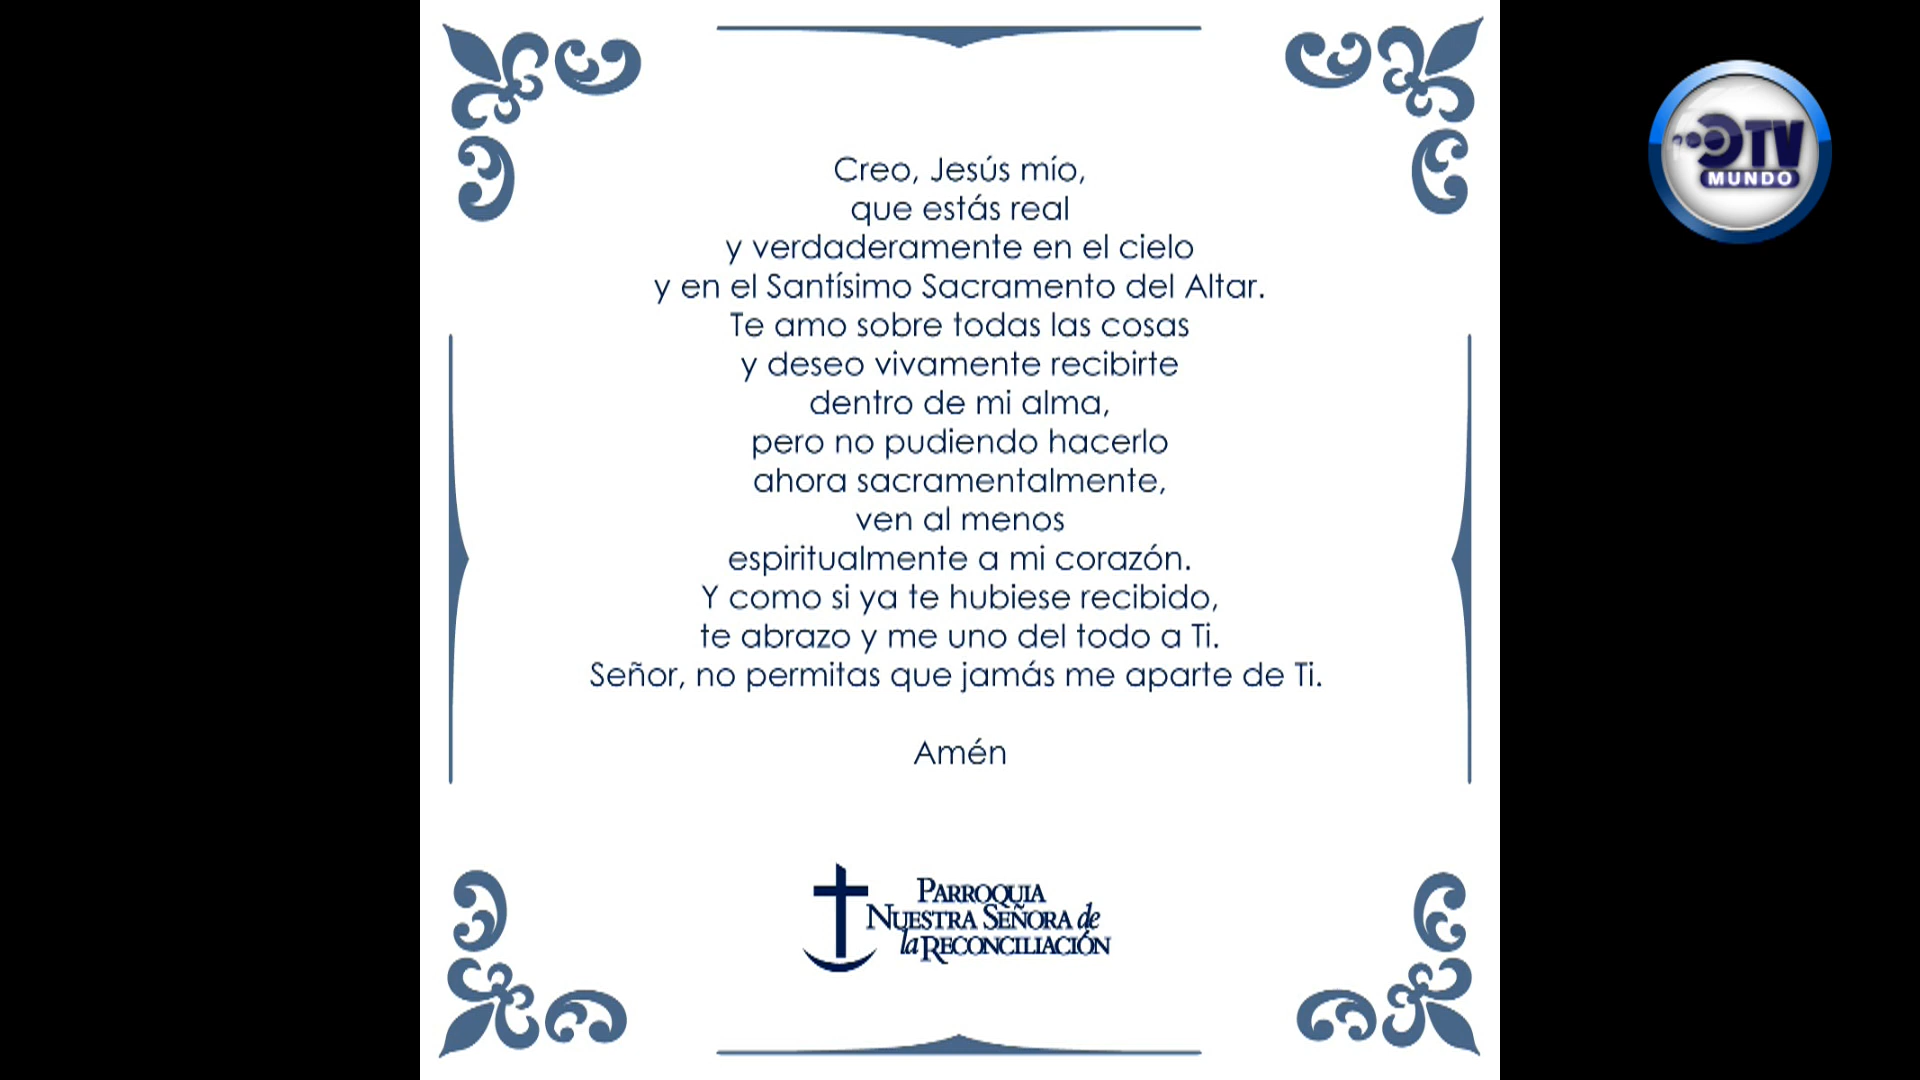 Creo, Jesús mío,
que estás real
y verdaderamente en el cielo
y en el Santísimo Sacramento del Altar.
Te amo sobre todas las cosas
y deseo vivamente recibirte
dentro de mi alma,
pero no pudiendo hacerlo
ahora sacramentalmente,
ven al menos
espiritualmente a mi corazón.
Y como si ya te hubiese recibido,
te abrazo y me uno del todo a Ti.
Señor, no permitas que jamás me aparte de Ti.
Amén
PARROQUIA
NUESTRA SEÑORA de
la RECONCILIACIÓN
TV
MUNDO